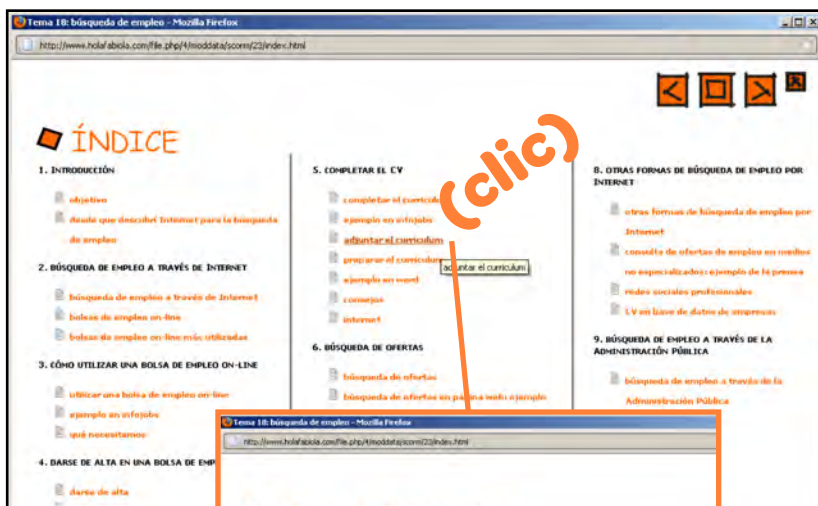 Tema 18: búsqueda de empleo - Mozilla Firefox
http://www.holafabiola.com/file.php/4/moddata/scorm/23/index.html
ÍNDICE
(clic)
1. INTRODUCCIÓN
objetivo
desde que descubrí Internet para la búsqueda
de empleo
2. BÚSQUEDA DE EMPLEO A TRAVÉS DE INTERNET
búsqueda de empleo a través de Internet
bolsas de empleo on-line
bolsas de empleo on-line más utilizadas
3. CÓMO UTILIZAR UNA BOLSA DE EMPLEO ON-LINE
utilizar una bolsa de empleo on-line
ejemplo en infojobs
qué necesitamos
4. DARSE DE ALTA EN UNA BOLSA DE EMP
darse de alta
5. COMPLETAR EL CV
completar el currículu
ejemplo en infojobs
adjuntar el curriculum
preparar el curriculum
adjuntar el curriculum
ejemplo en word
consejos
internet
6. BÚSQUEDA DE OFERTAS
búsqueda de ofertas
búsqueda de ofertas en página web: ejemplo
8. OTRAS FORMAS DE BÚSQUEDA DE EMPLEO POR
INTERNET
otras formas de búsqueda de empleo por
Internet
consulta de ofertas de empleo en medios
no especializados: ejemplo de la prensa
redes sociales profesionales
CV en base de datos de empresas
9. BÚSQUEDA DE EMPLEO A TRAVÉS DE LA
ADMINISTRACIÓN PÚBLICA
búsqueda de empleo a través de la
Administración Pública
Tema 18: búsqueda de empleo - Mozilla Firefox
http://www.holafabiola.com/file.php/4/moddata/scorm/23/index.html